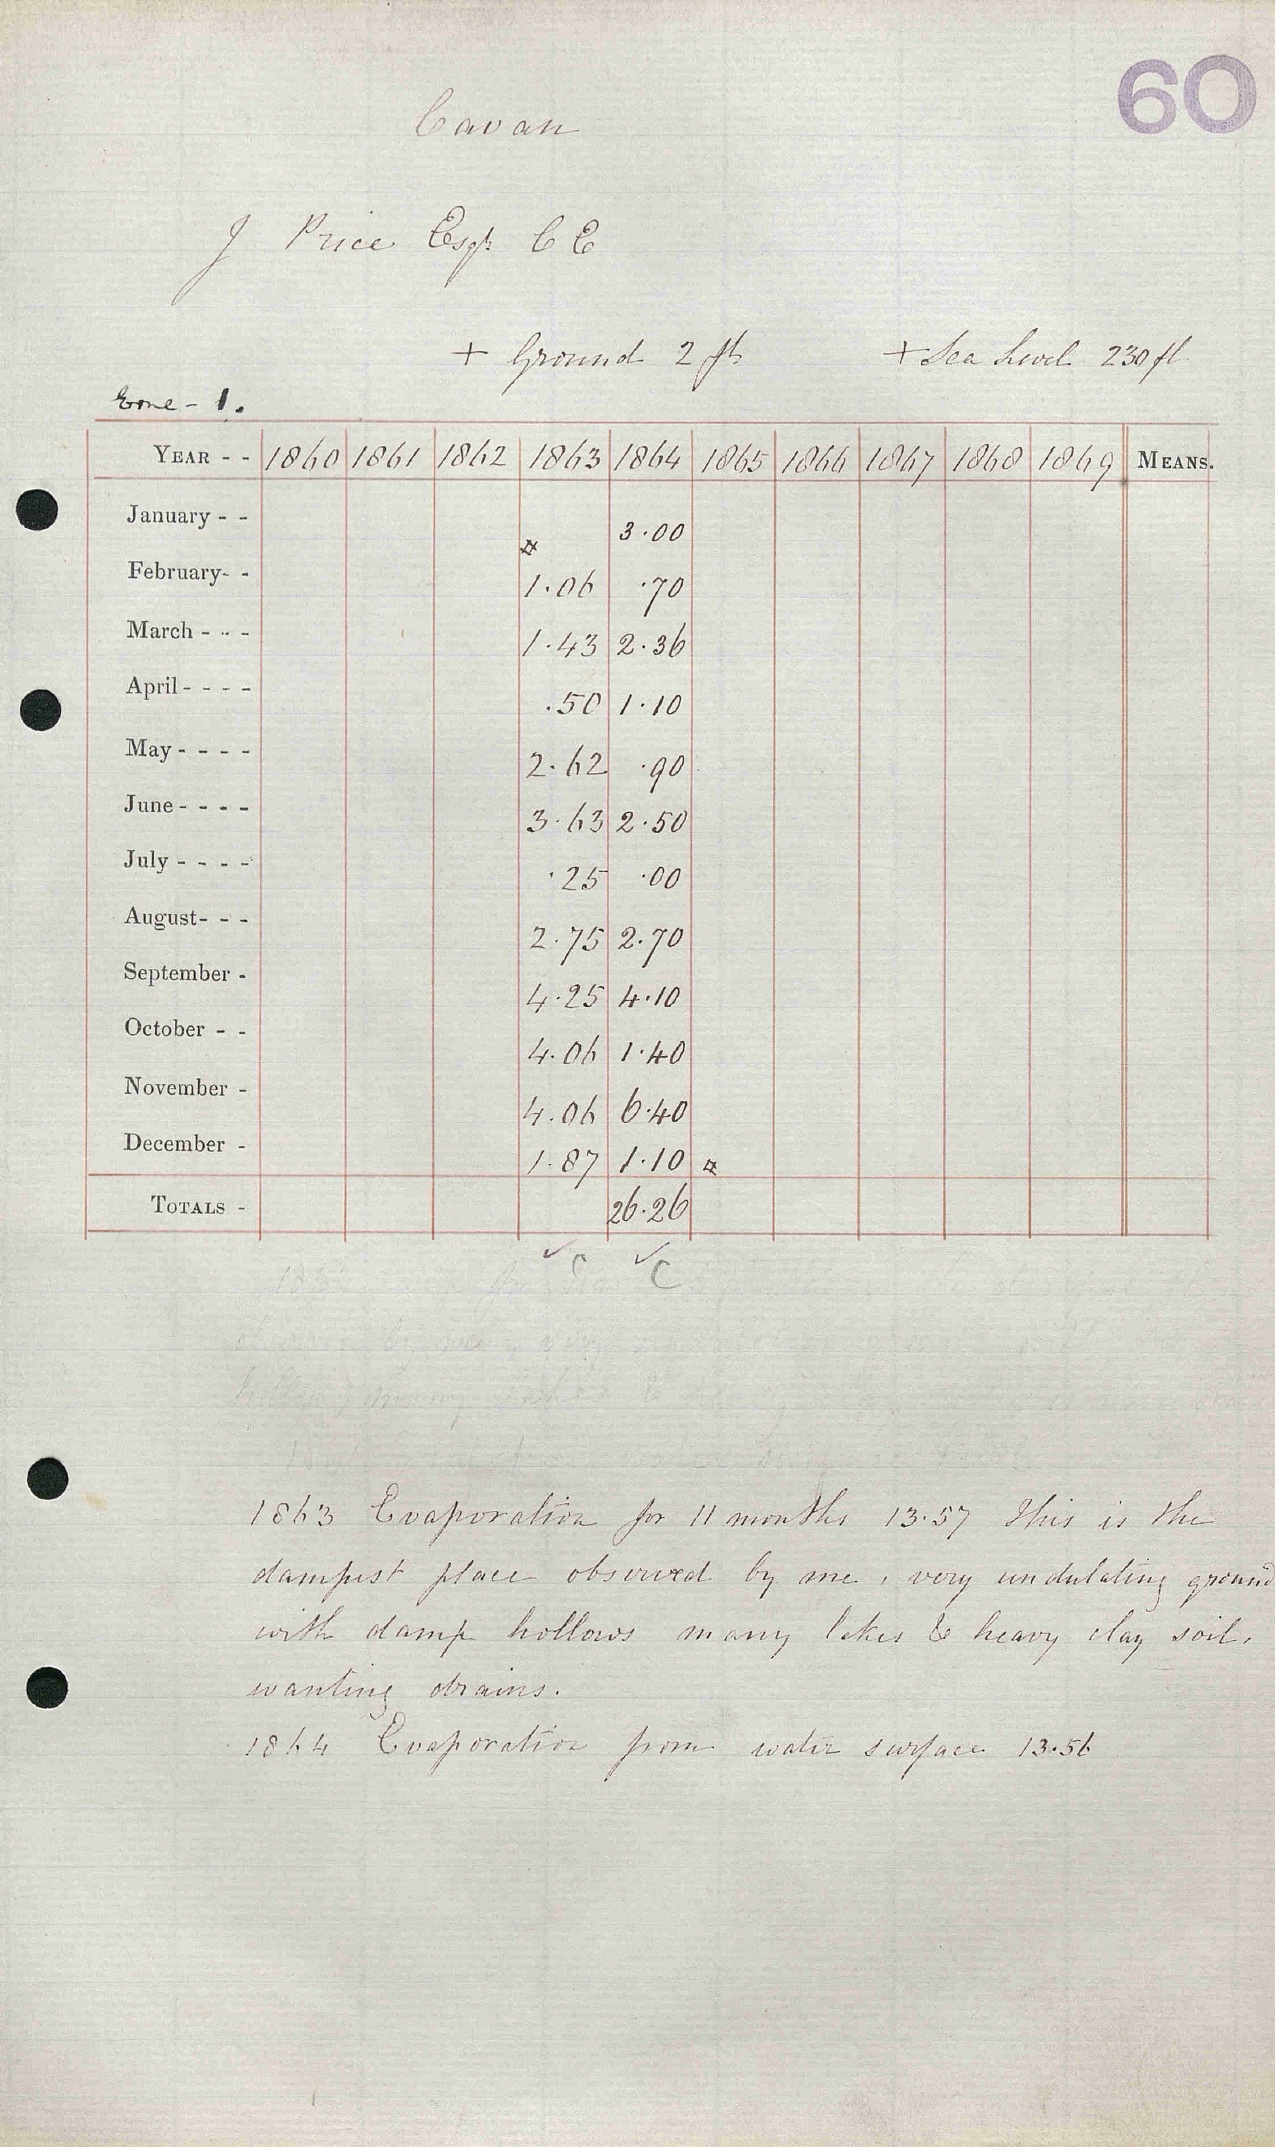 60
Cavan
J Price Esqr C E
+ Ground 2 ft + Sea Level 230 ft
1.
YEAR - - 1860 1861 1862 1863 1864 1865 1866 1867 1868 1869 MEANS.
January - - 3.00
February - - 1.06 .70
March - - - 1.43 2.36
April - - - - .50 1.10
May - - - - 2.62 .90
June - - - - 3.63 2.50
July - - - - .25 .00
August - - - 2.75 2.70
September - 4.25 4.10
October - - 4.06 1.40
November - 4.06 6.40
December - 1.87 1.10
TOTALS - 26.26
C C
1863 Evaporation for 11 months 13.57 This is the
dampest place observed by me, very undulating ground
with damp hollows many lakes & heavy clay soil,
wanting drains.
1864 Evaporation from water surface 13.56